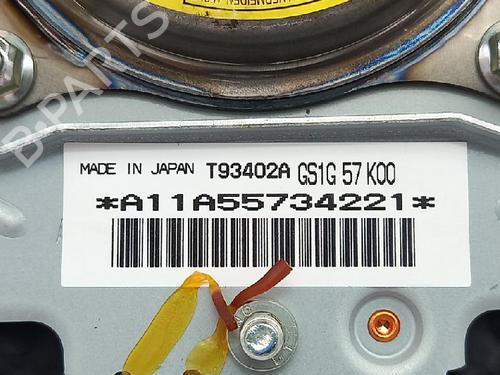 MADE IN JAPAN T93402A GS1G 57 K00
*A11A55734221*
B-PARTS